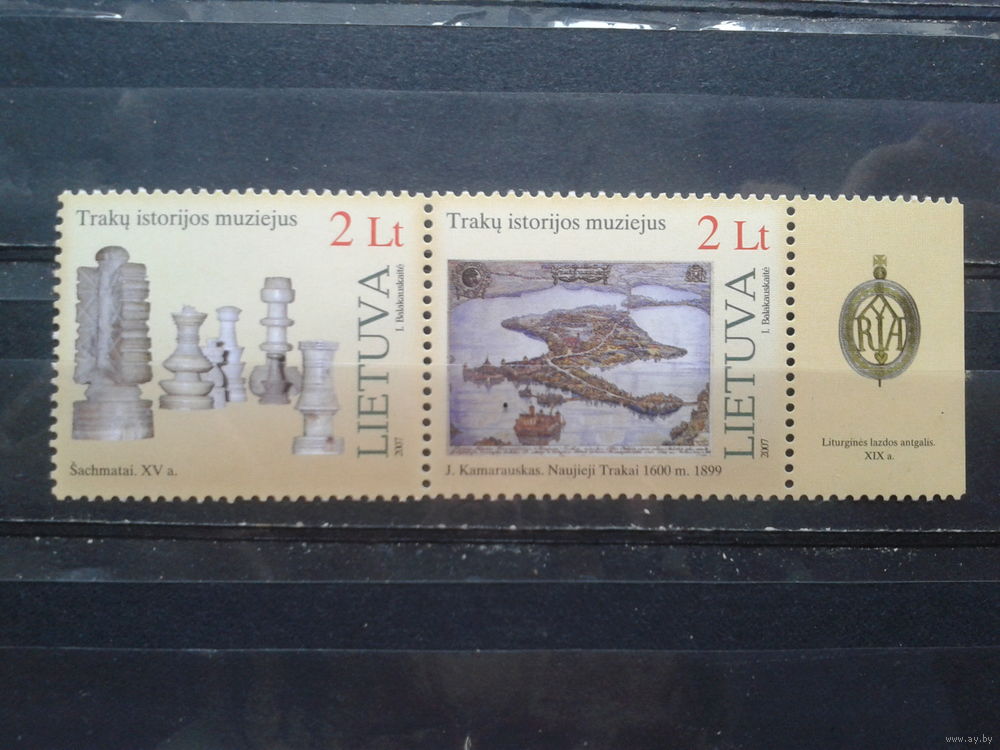 Trakų istorijos muziejus
2 Lt
LIETUVA
2007
I. Balakauskaitė
Šachmatai. XV a.
Trakų istorijos muziejus
2 Lt
LIETUVA
2007
I. Balakauskaitė
J. Kamarauskas. Naujieji Trakai 1600 m. 1899
Liturginės lazdos antgalis.
XIX a.
www.ay.by